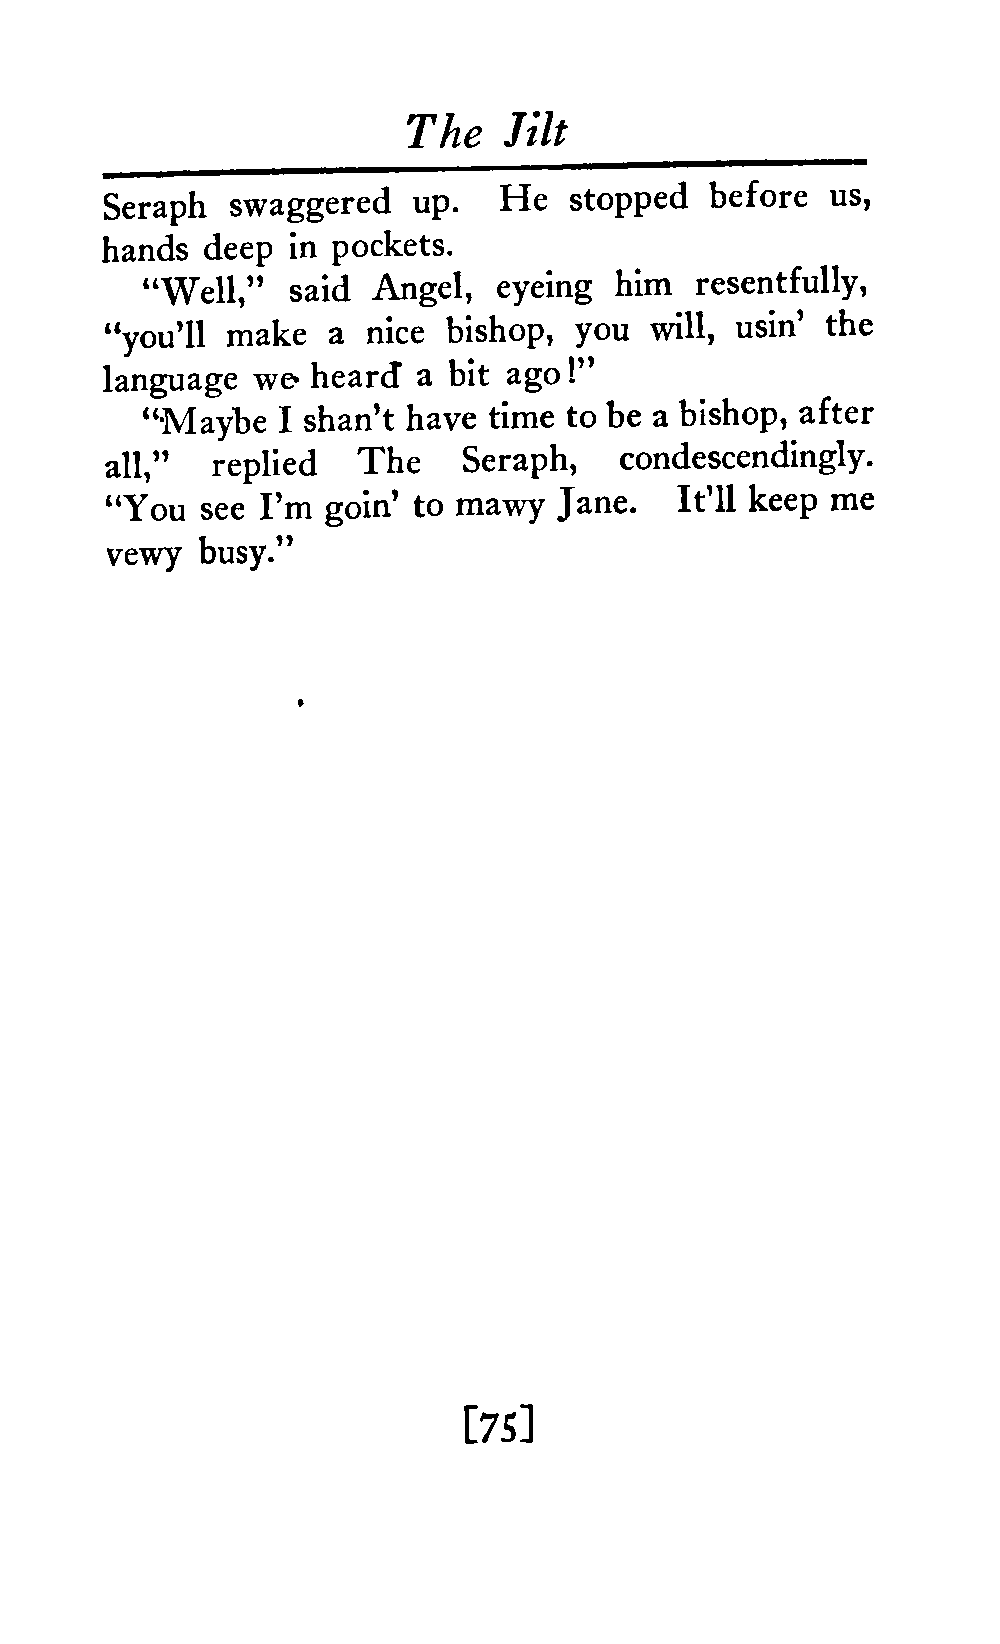 The Jilt
Seraph swaggered up. He stopped before us,
hands deep in pockets.
"Well," said Angel, eyeing him resentfully,
"you'll make a nice bishop, you will, usin' the
language we heard a bit ago!"
"Maybe I shan't have time to be a bishop, after
all," replied The Seraph, condescendingly.
"You see I'm goin' to mawy Jane. It'll keep me
vewy busy."
[75]